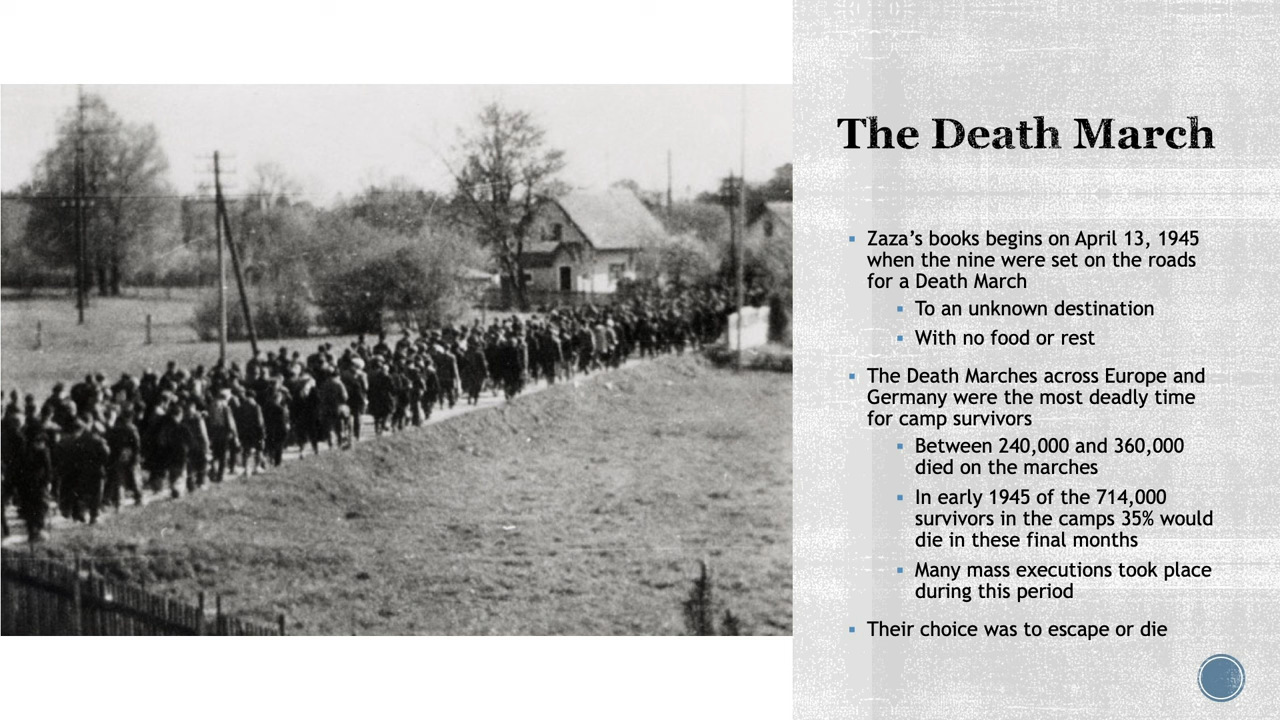 The Death March
Zaza’s books begins on April 13, 1945
when the nine were set on the roads
for a Death March
To an unknown destination
With no food or rest
The Death Marches across Europe and
Germany were the most deadly time
for camp survivors
Between 240,000 and 360,000
died on the marches
In early 1945 of the 714,000
survivors in the camps 35% would
die in these final months
Many mass executions took place
during this period
Their choice was to escape or die